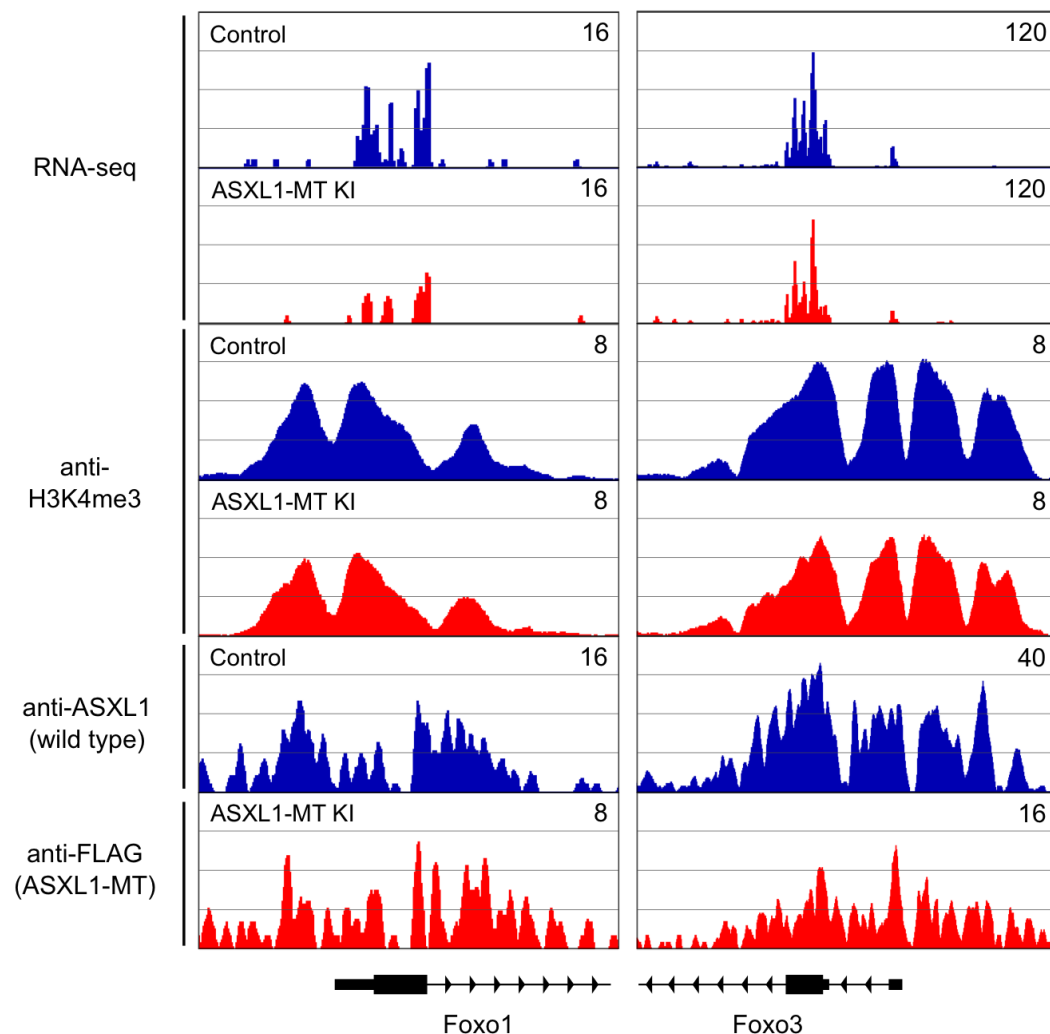 RNA-seq
Control 16
120
ASXL1-MT KI 16
120
anti-
H3K4me3
Control 8
8
ASXL1-MT KI 8
8
anti-ASXL1
(wild type)
Control 16
40
anti-FLAG
(ASXL1-MT)
ASXL1-MT KI 8
16
Foxo1
Foxo3